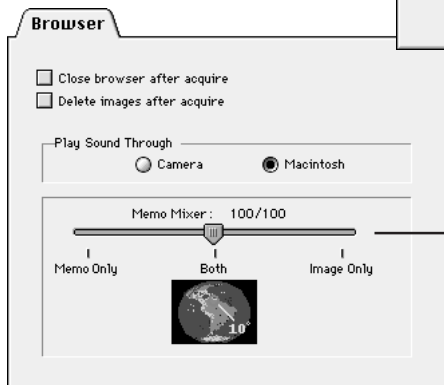 Browser
Close browser after acquire
Delete images after acquire
Play Sound Through
Camera Macintosh
Memo Mixer: 100/100
Memo Only Both Image Only
10°